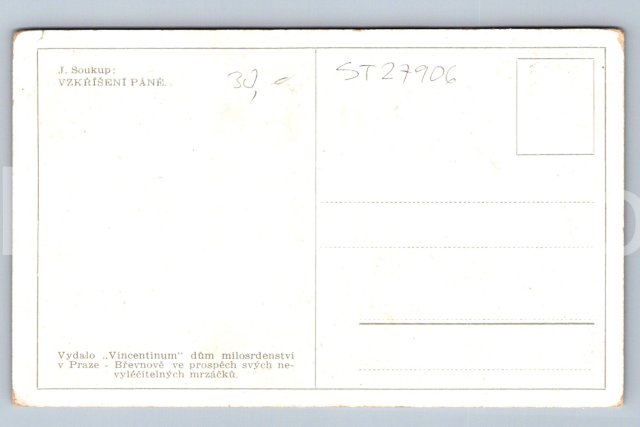 J. Soukup:
VZKŘÍŠENÍ PÁNĚ.
30,-
ST27906
Vydalo „Vincentinum" dům milosrdenství
v Praze - Břevnově ve prospěch svých ne-
vyléčitelných mrzáčků.